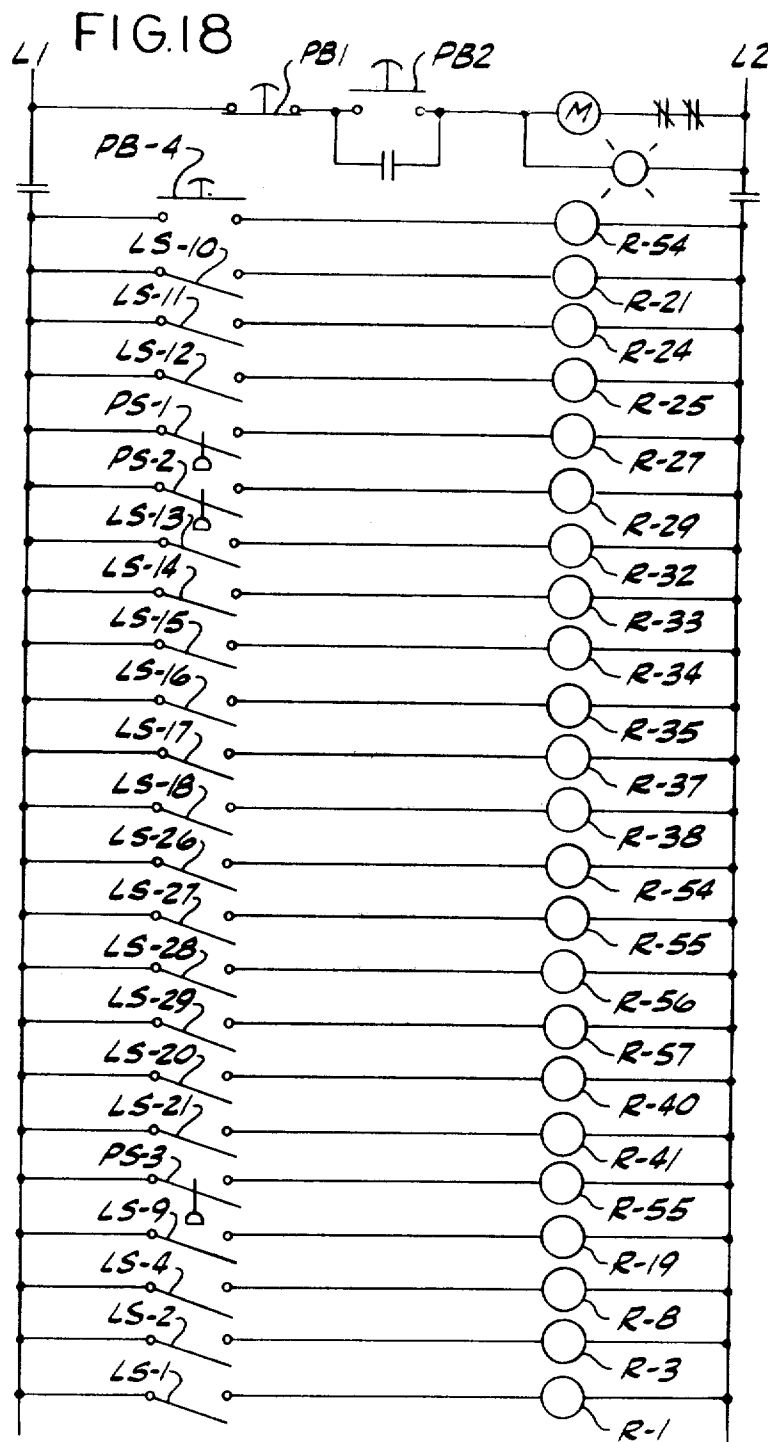 FIG.18
L1 PB1 PB2 L2
M
PB-4
R-54
LS-10
R-21
LS-11
R-24
LS-12
R-25
PS-1
R-27
PS-2
R-29
LS-13
R-32
LS-14
R-33
LS-15
R-34
LS-16
R-35
LS-17
R-37
LS-18
R-38
LS-26
R-54
LS-27
R-55
LS-28
R-56
LS-29
R-57
LS-20
R-40
LS-21
R-41
PS-3
R-55
LS-9
R-19
LS-4
R-8
LS-2
R-3
LS-1
R-1